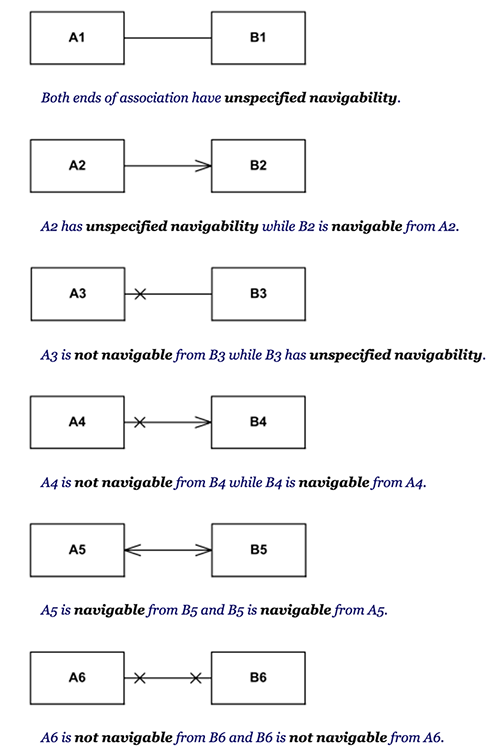 A1 B1
Both ends of association have unspecified navigability.
A2 B2
A2 has unspecified navigability while B2 is navigable from A2.
A3 B3
A3 is not navigable from B3 while B3 has unspecified navigability.
A4 B4
A4 is not navigable from B4 while B4 is navigable from A4.
A5 B5
A5 is navigable from B5 and B5 is navigable from A5.
A6 B6
A6 is not navigable from B6 and B6 is not navigable from A6.